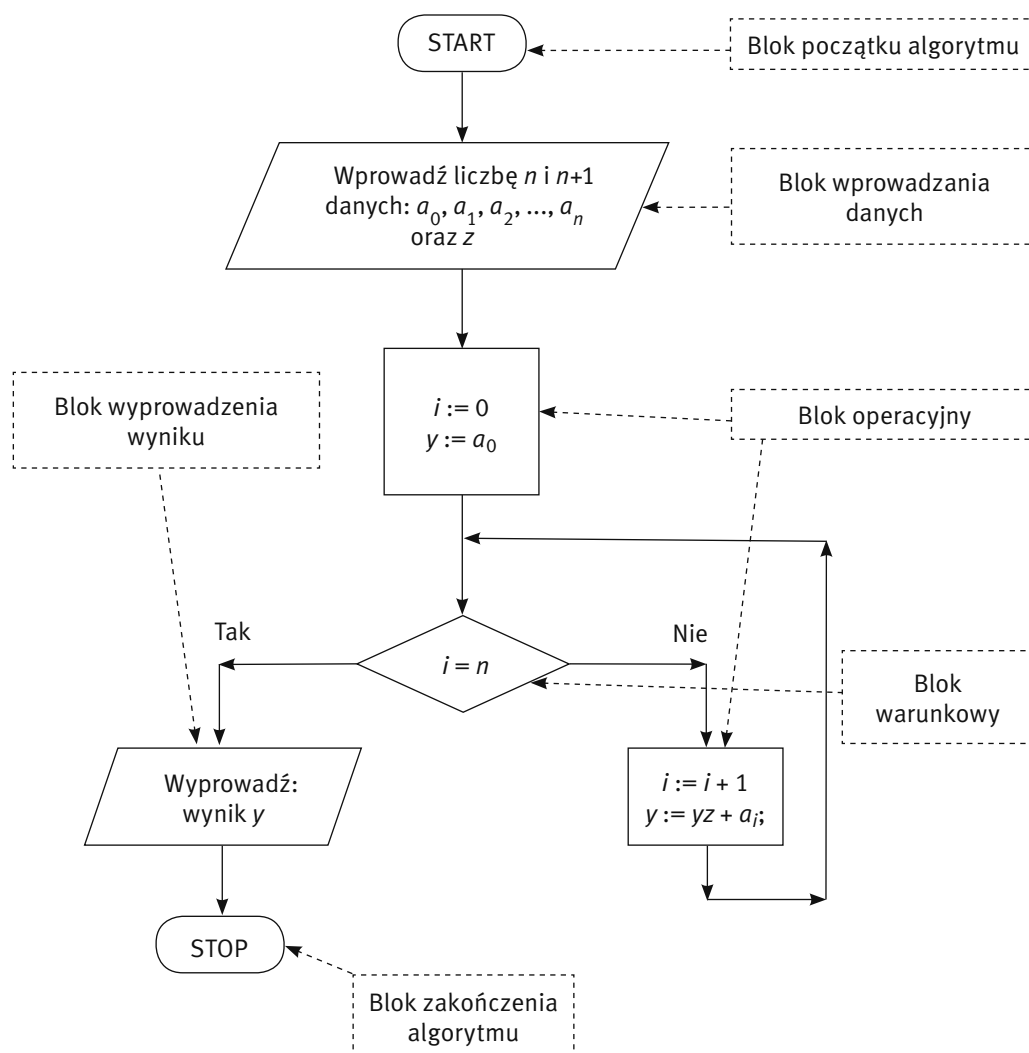 START
Blok początku algorytmu
Wprowadź liczbę n i n+1
danych: a₀, a₁, a₂, ..., aₙ
oraz z
Blok wprowadzania
danych
Blok wyprowadzenia
wyniku
i := 0
y := a₀
Blok operacyjny
Tak
i = n
Nie
Blok
warunkowy
Wyprowadź:
wynik y
i := i + 1
y := yz + aᵢ;
STOP
Blok zakończenia
algorytmu